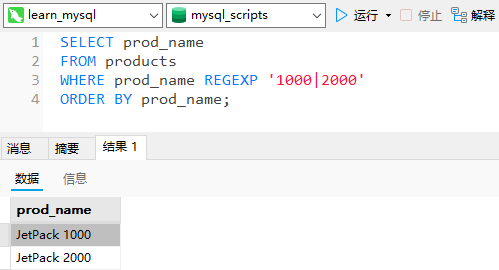 learn_mysql mysql_scripts 运行 停止 解释
1 SELECT prod_name
2 FROM products
3 WHERE prod_name REGEXP '1000|2000'
4 ORDER BY prod_name;
消息 摘要 结果 1
数据 信息
prod_name
JetPack 1000
JetPack 2000